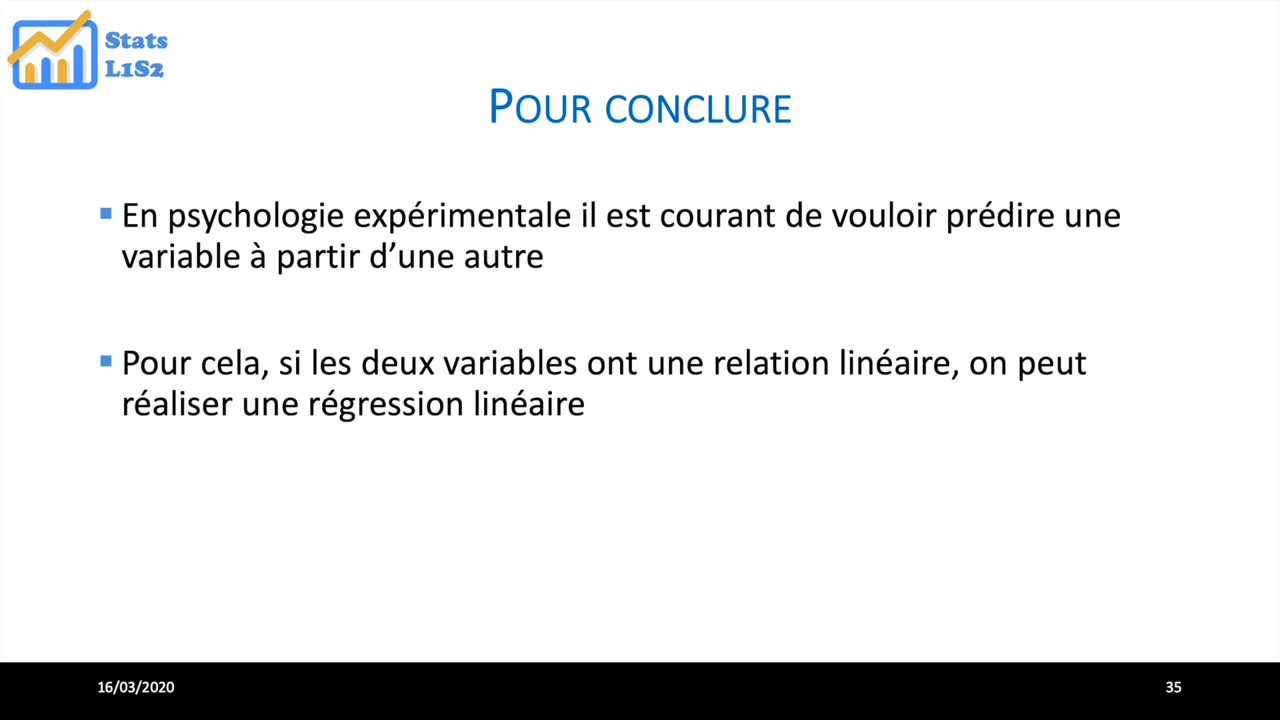 Stats
L1S2
POUR CONCLURE
En psychologie expérimentale il est courant de vouloir prédire une
variable à partir d’une autre
Pour cela, si les deux variables ont une relation linéaire, on peut
réaliser une régression linéaire
16/03/2020
35